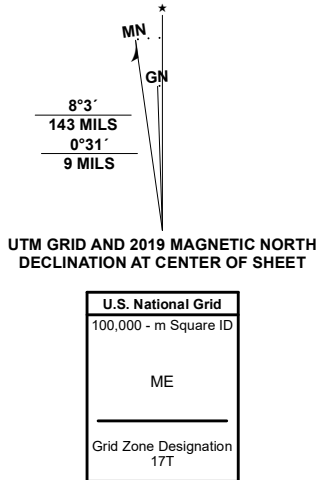 ★
MN
GN
8°3´
143 MILS
0°31´
9 MILS
UTM GRID AND 2019 MAGNETIC NORTH
DECLINATION AT CENTER OF SHEET
U.S. National Grid
100,000 - m Square ID
ME
Grid Zone Designation
17T